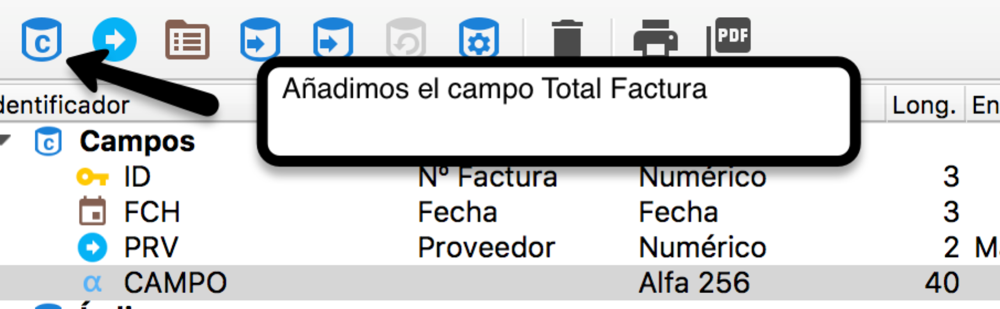 c
PDF
Añadimos el campo Total Factura
dentificador
Long. En
c Campos
ID Nº Factura Numérico 3
FCH Fecha Fecha 3
PRV Proveedor Numérico 2 Ma
α CAMPO Alfa 256 40